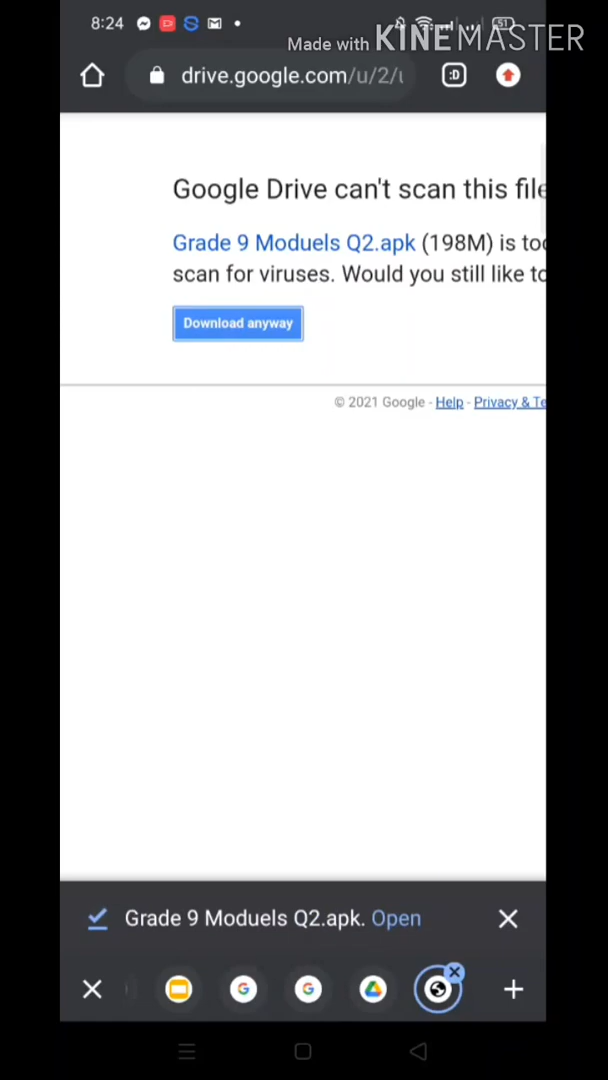 8:24
Made with KINEMASTER
drive.google.com/u/2/u
:D
Google Drive can't scan this file
Grade 9 Moduels Q2.apk (198M) is too
scan for viruses. Would you still like to
Download anyway
© 2021 Google - Help - Privacy & Te
Grade 9 Moduels Q2.apk. Open